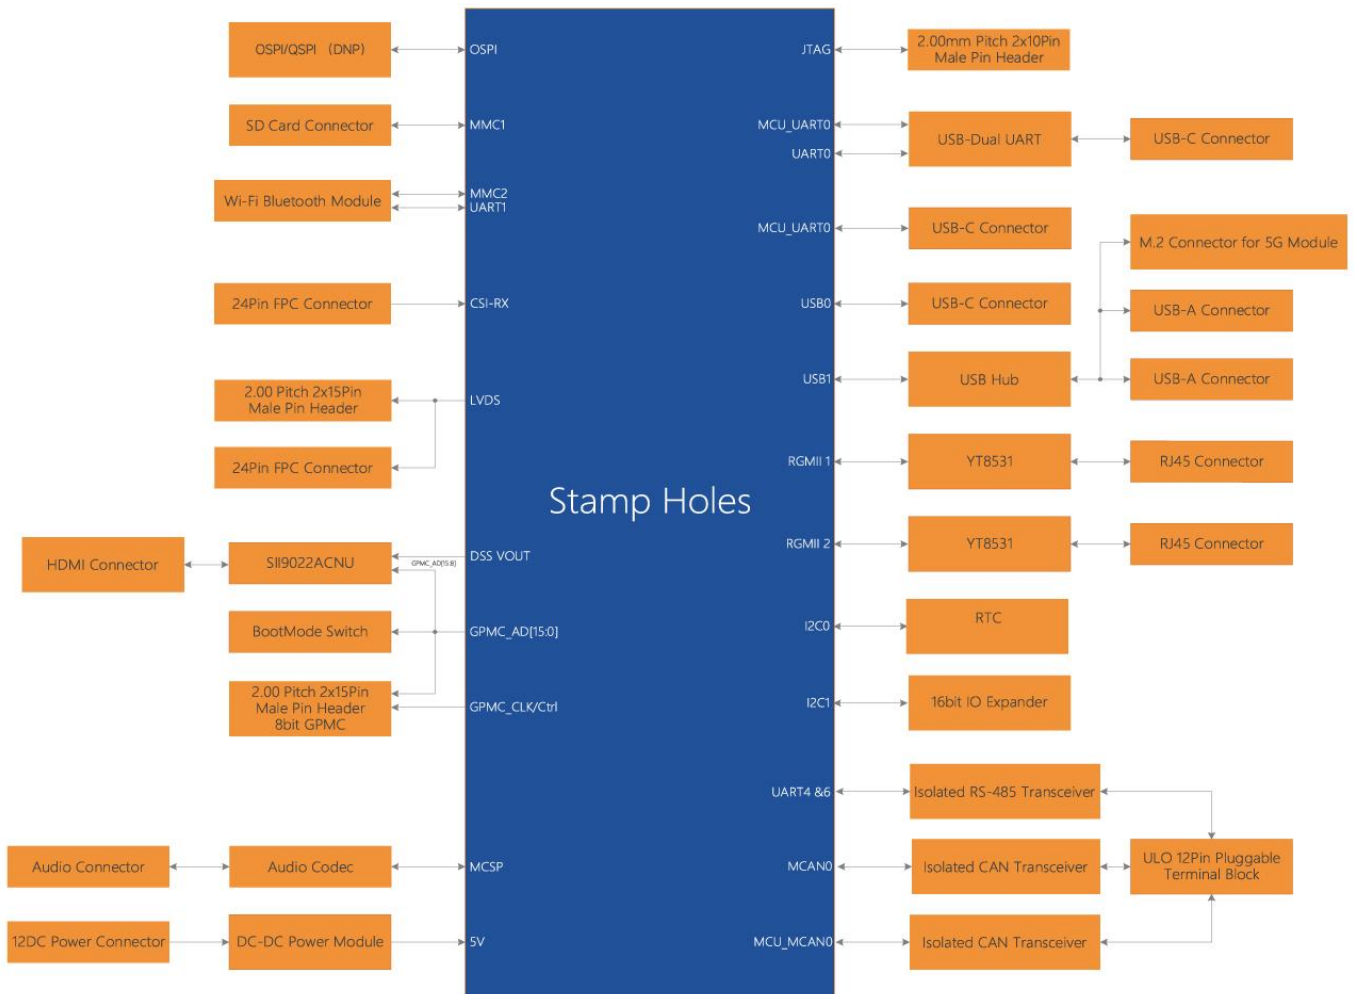 OSPI/QSPI （DNP）
OSPI
JTAG
2.00mm Pitch 2x10Pin
Male Pin Header
SD Card Connector
MMC1
MCU_UART0
UART0
USB-Dual UART
USB-C Connector
Wi-Fi Bluetooth Module
MMC2
UART1
MCU_UART0
USB-C Connector
M.2 Connector for 5G Module
24Pin FPC Connector
CSI-RX
USB0
USB-C Connector
USB-A Connector
2.00 Pitch 2x15Pin
Male Pin Header
LVDS
USB1
USB Hub
USB-A Connector
24Pin FPC Connector
RGMII 1
YT8531
RJ45 Connector
Stamp Holes
HDMI Connector
SII9022ACNU
DSS VOUT
GPMC_AD[15:8]
RGMII 2
YT8531
RJ45 Connector
BootMode Switch
GPMC_AD[15:0]
I2C0
RTC
2.00 Pitch 2x15Pin
Male Pin Header
8bit GPMC
GPMC_CLK/Ctrl
I2C1
16bit IO Expander
UART4 &6
Isolated RS-485 Transceiver
Audio Connector
Audio Codec
MCSP
MCAN0
Isolated CAN Transceiver
ULO 12Pin Pluggable
Terminal Block
12DC Power Connector
DC-DC Power Module
5V
MCU_MCAN0
Isolated CAN Transceiver